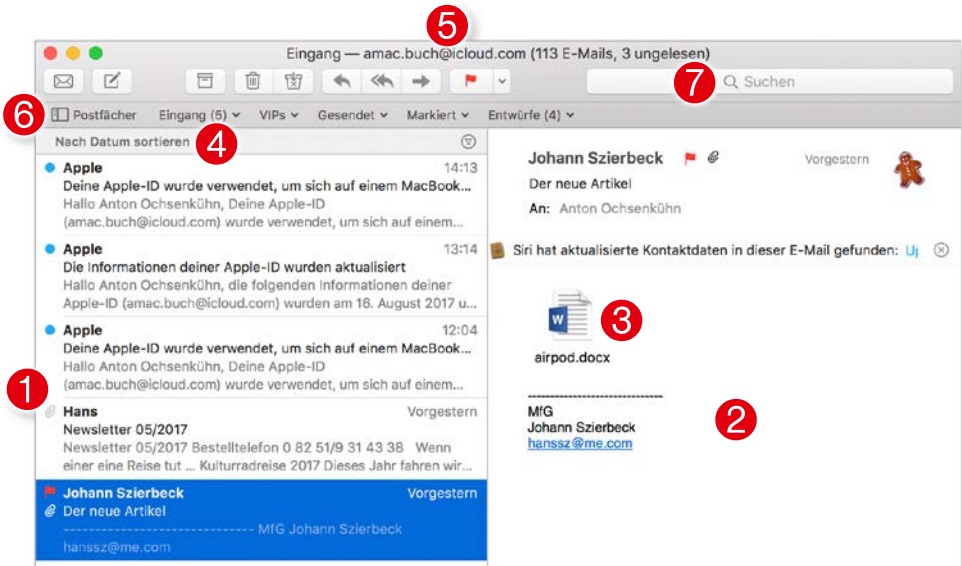 5
Eingang — amac.buch@icloud.com (113 E-Mails, 3 ungelesen)
7
Suchen
6
Postfächer Eingang (5) VIPs Gesendet Markiert Entwürfe (4)
Nach Datum sortieren
4
Apple 14:13
Deine Apple-ID wurde verwendet, um sich auf einem MacBook...
Hallo Anton Ochsenkühn, Deine Apple-ID
(amac.buch@icloud.com) wurde verwendet, um sich auf einem...
Apple 13:14
Die Informationen deiner Apple-ID wurden aktualisiert
Hallo Anton Ochsenkühn, die folgenden Informationen deiner
Apple-ID (amac.buch@icloud.com) wurden am 16. August 2017 u...
Apple 12:04
Deine Apple-ID wurde verwendet, um sich auf einem MacBook...
Hallo Anton Ochsenkühn, Deine Apple-ID
(amac.buch@icloud.com) wurde verwendet, um sich auf einem...
1
Hans Vorgestern
Newsletter 05/2017
Newsletter 05/2017 Bestelltelefon 0 82 51/9 31 43 38 Wenn
einer eine Reise tut ... Kulturradreise 2017 Dieses Jahr fahren wir...
Johann Szierbeck Vorgestern
Der neue Artikel
------------------------------ MfG Johann Szierbeck
hanssz@me.com
Johann Szierbeck Vorgestern
Der neue Artikel
An: Anton Ochsenkühn
Siri hat aktualisierte Kontaktdaten in dieser E-Mail gefunden:
W
3
airpod.docx
------------------------------
MfG
Johann Szierbeck
hanssz@me.com
2